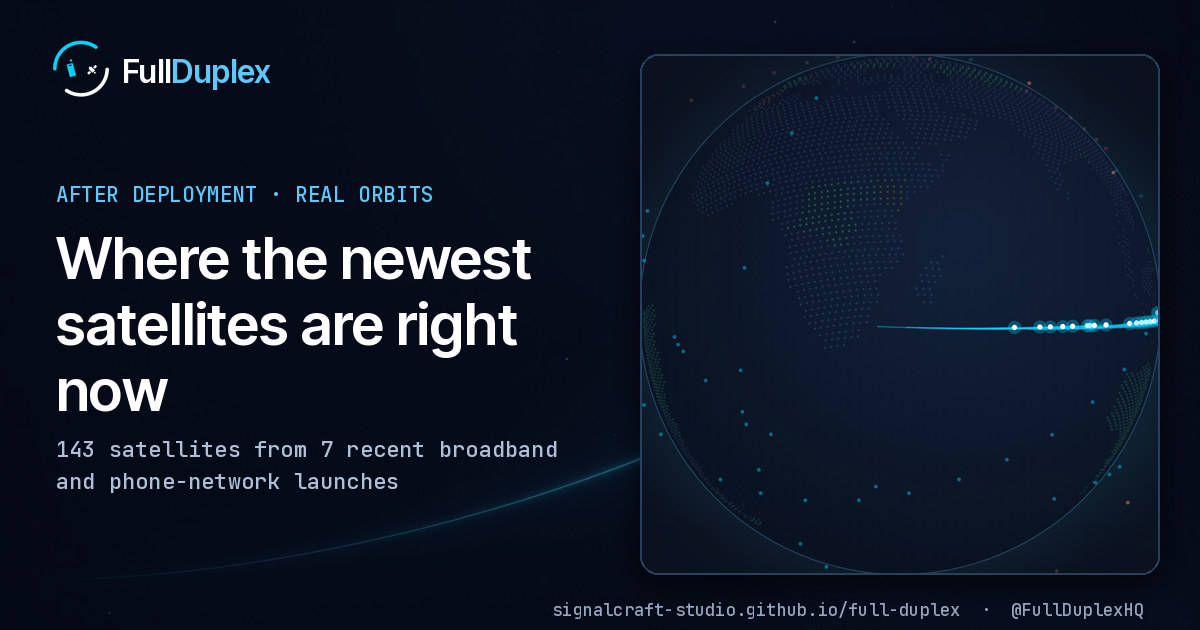 FullDuplex
AFTER DEPLOYMENT · REAL ORBITS
Where the newest
satellites are right
now
143 satellites from 7 recent broadband
and phone-network launches
signalcraft-studio.github.io/full-duplex · @FullDuplexHQ